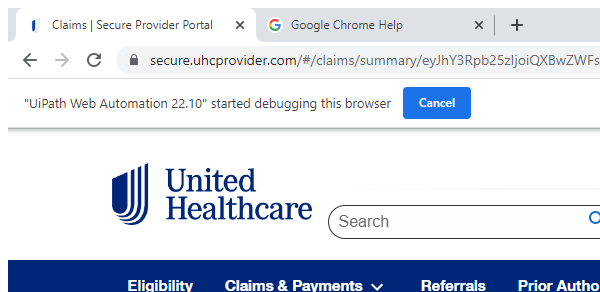 Claims | Secure Provider Portal
Google Chrome Help
secure.uhcprovider.com/#/claims/summary/eyJhY3Rpb25zIjoiQXBwZWFs
"UiPath Web Automation 22.10" started debugging this browser
Cancel
United
Healthcare
Search
Eligibility Claims & Payments Referrals Prior Autho